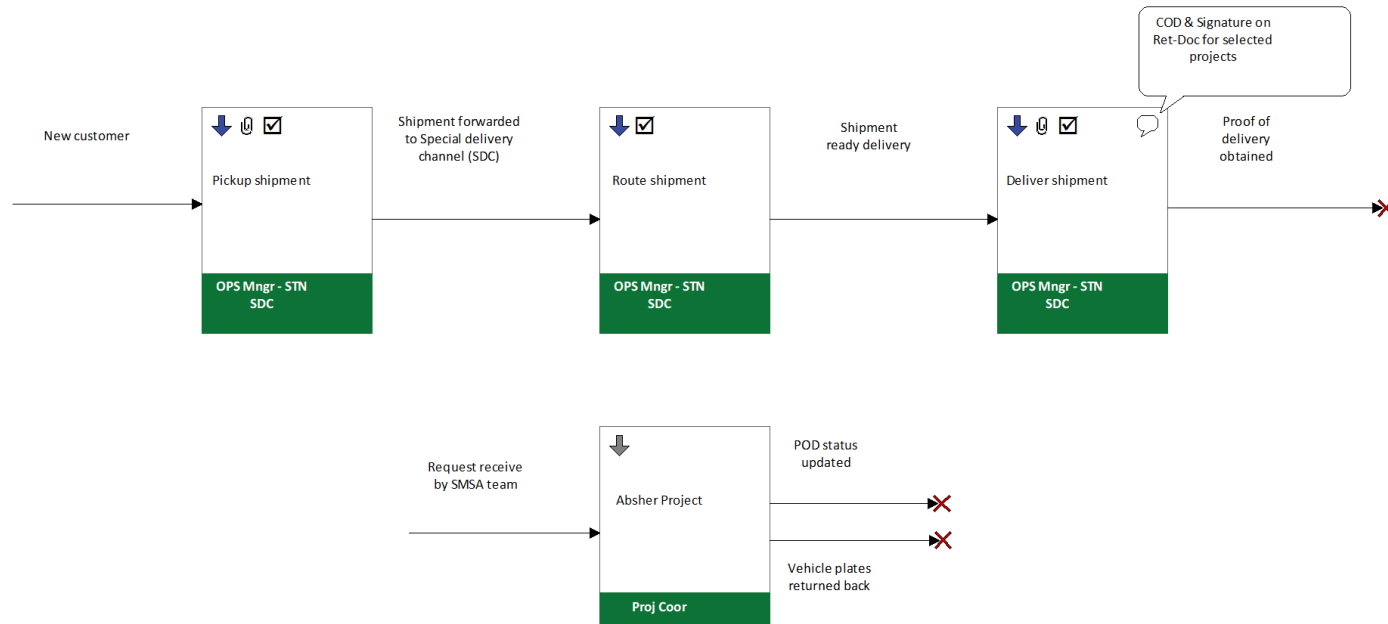 COD & Signature on
Ret-Doc for selected
projects
New customer
Pickup shipment
OPS Mngr - STN
SDC
Shipment forwarded
to Special delivery
channel (SDC)
Route shipment
OPS Mngr - STN
SDC
Shipment
ready delivery
Deliver shipment
OPS Mngr - STN
SDC
Proof of
delivery
obtained
Request receive
by SMSA team
Absher Project
Proj Coor
POD status
updated
Vehicle plates
returned back